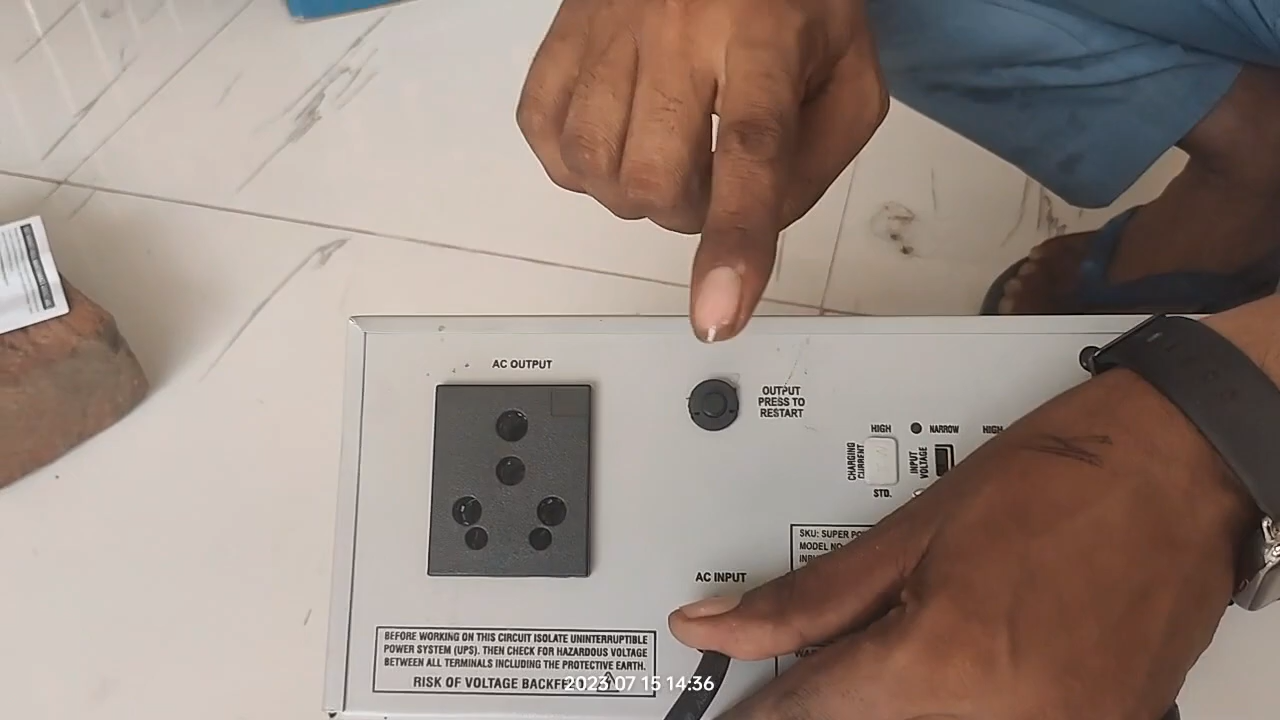 AC OUTPUT
OUTPUT
PRESS TO
RESTART
HIGH
CHARGING
CURRENT
STD.
NARROW
INPUT
VOLTAGE
HIGH
SKU: SUPER
MODEL NO
AC INPUT
BEFORE WORKING ON THIS CIRCUIT ISOLATE UNINTERRUPTIBLE
POWER SYSTEM (UPS). THEN CHECK FOR HAZARDOUS VOLTAGE
BETWEEN ALL TERMINALS INCLUDING THE PROTECTIVE EARTH.
RISK OF VOLTAGE BACKFEED
2023 07 15 14:36